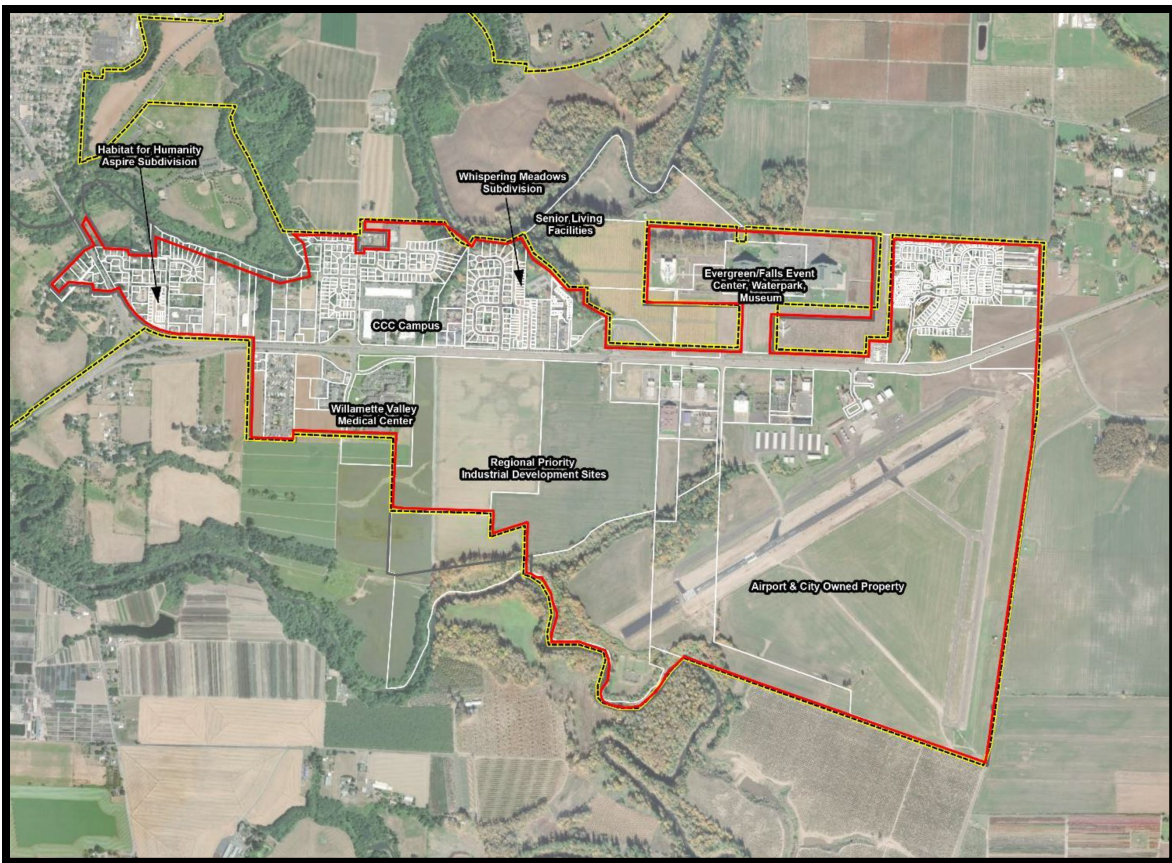 Habitat for Humanity
Aspire Subdivision
Whispering Meadows
Subdivision
Senior Living
Facilities
Evergreen/Falls Event
Center, Waterpark,
Museum
CCC Campus
Willamette Valley
Medical Center
Regional Priority
Industrial Development Sites
Airport & City Owned Property